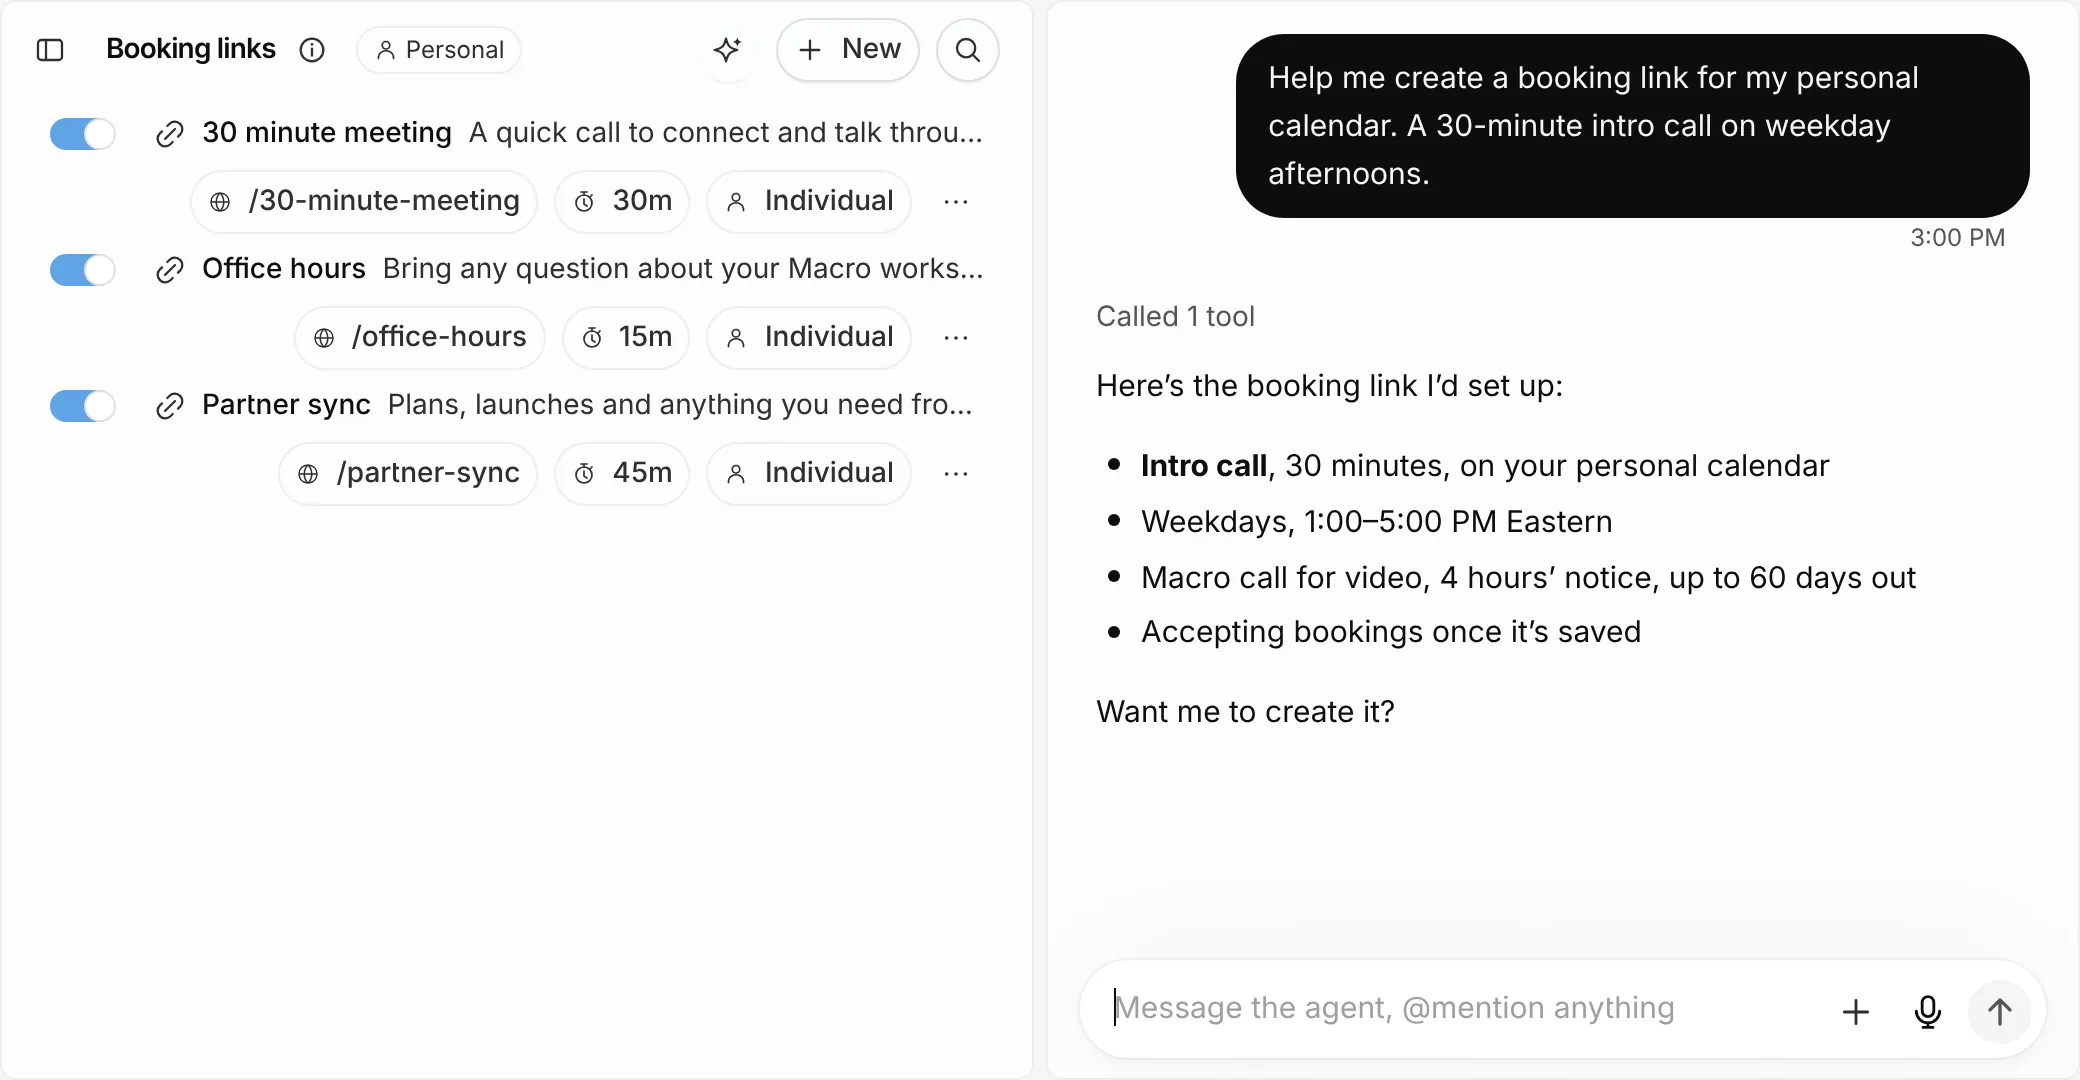 Booking links
Personal
New
30 minute meeting A quick call to connect and talk throu...
/30-minute-meeting
30m
Individual
Office hours Bring any question about your Macro works...
/office-hours
15m
Individual
Partner sync Plans, launches and anything you need fro...
/partner-sync
45m
Individual
Help me create a booking link for my personal
calendar. A 30-minute intro call on weekday
afternoons.
3:00 PM
Called 1 tool
Here’s the booking link I’d set up:
• Intro call, 30 minutes, on your personal calendar
• Weekdays, 1:00–5:00 PM Eastern
• Macro call for video, 4 hours’ notice, up to 60 days out
• Accepting bookings once it’s saved
Want me to create it?
Message the agent, @mention anything